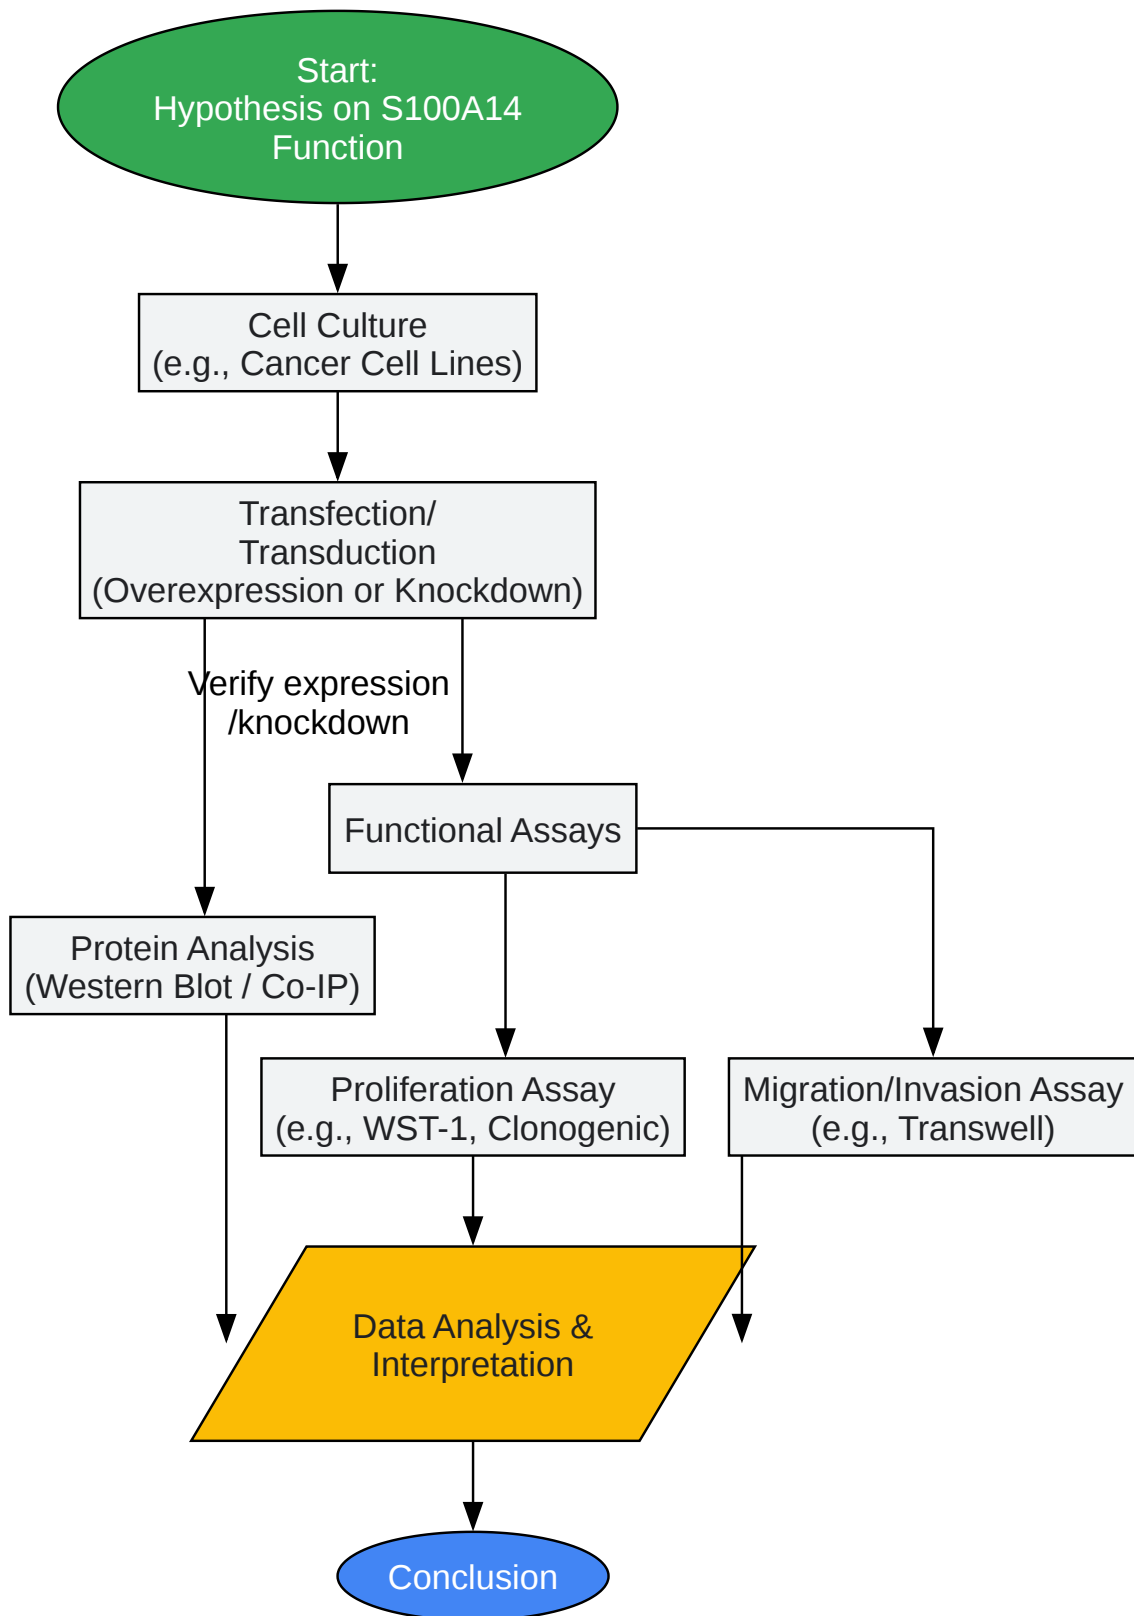 Start:
Hypothesis on S100A14
Function
Cell Culture
(e.g., Cancer Cell Lines)
Transfection/
Transduction
(Overexpression or Knockdown)
Verify expression
/knockdown
Functional Assays
Protein Analysis
(Western Blot / Co-IP)
Proliferation Assay
(e.g., WST-1, Clonogenic)
Migration/Invasion Assay
(e.g., Transwell)
Data Analysis &
Interpretation
Conclusion